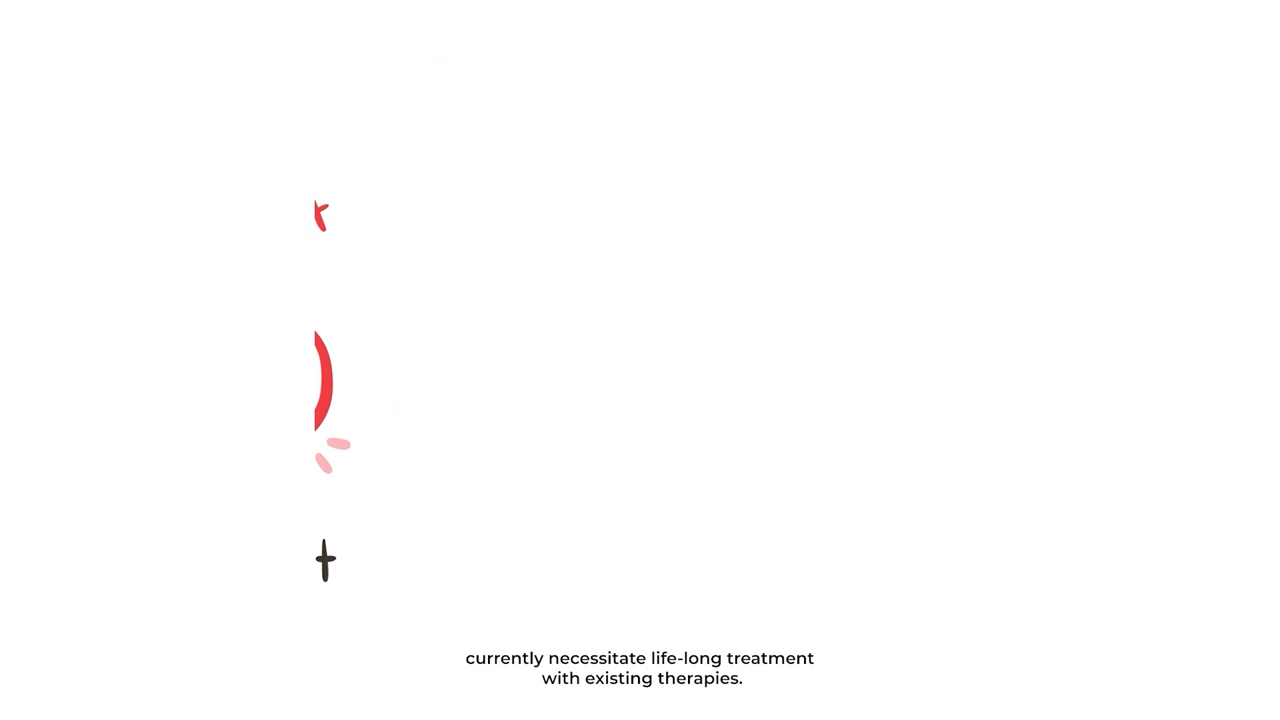 t
currently necessitate life-long treatment
with existing therapies.